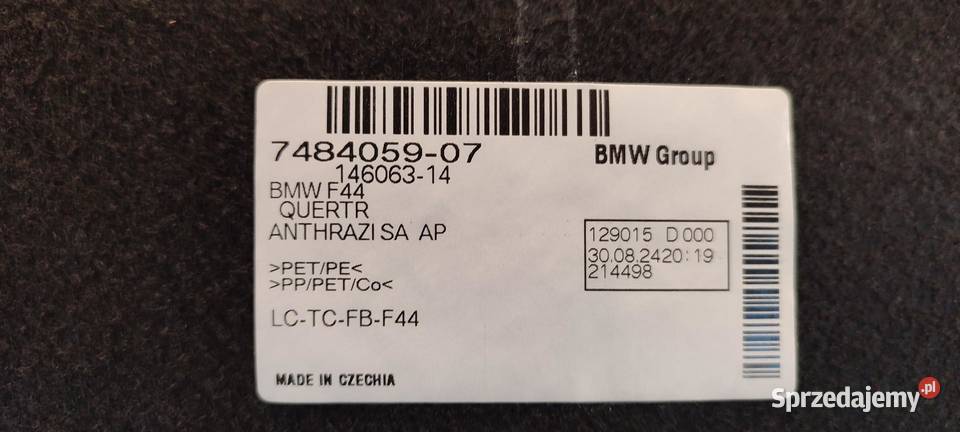 7484059-07
BMW Group
146063-14
BMW F44
QUERTR
ANTHRAZI SA AP
129015 D 000
30.08.2420:19
214498
>PET/PE<
>PP/PET/Co<
LC-TC-FB-F44
MADE IN CZECHIA
Sprzedajemy.pl